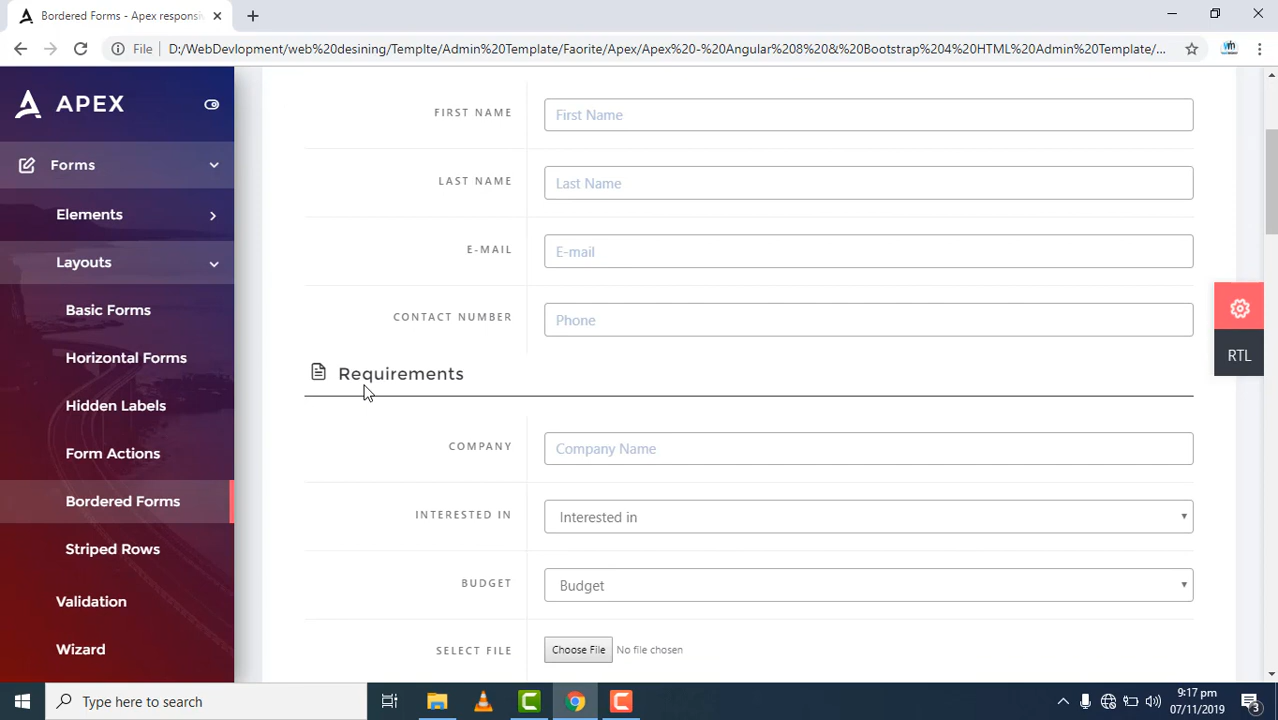 Bordered Forms - Apex responsiv
File
D:/WebDevlopment/web%20desining/Templte/Admin%20Template/Faorite/Apex/Apex%20-%20Angular%208%20&%20Bootstrap%204%20HTML%20Admin%20Template/...
APEX
Forms
Elements
Layouts
Basic Forms
Horizontal Forms
Hidden Labels
Form Actions
Bordered Forms
Striped Rows
Validation
Wizard
FIRST NAME
First Name
LAST NAME
Last Name
E-MAIL
E-mail
CONTACT NUMBER
Phone
Requirements
COMPANY
Company Name
INTERESTED IN
Interested in
BUDGET
Budget
SELECT FILE
Choose File No file chosen
RTL
Type here to search
9:17 pm
07/11/2019
3